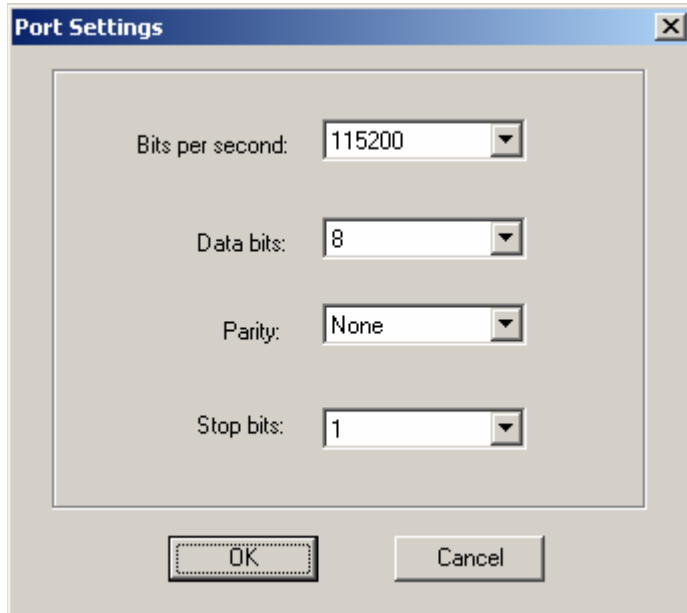 Port Settings
Bits per second: 115200
Data bits: 8
Parity: None
Stop bits: 1
OK Cancel